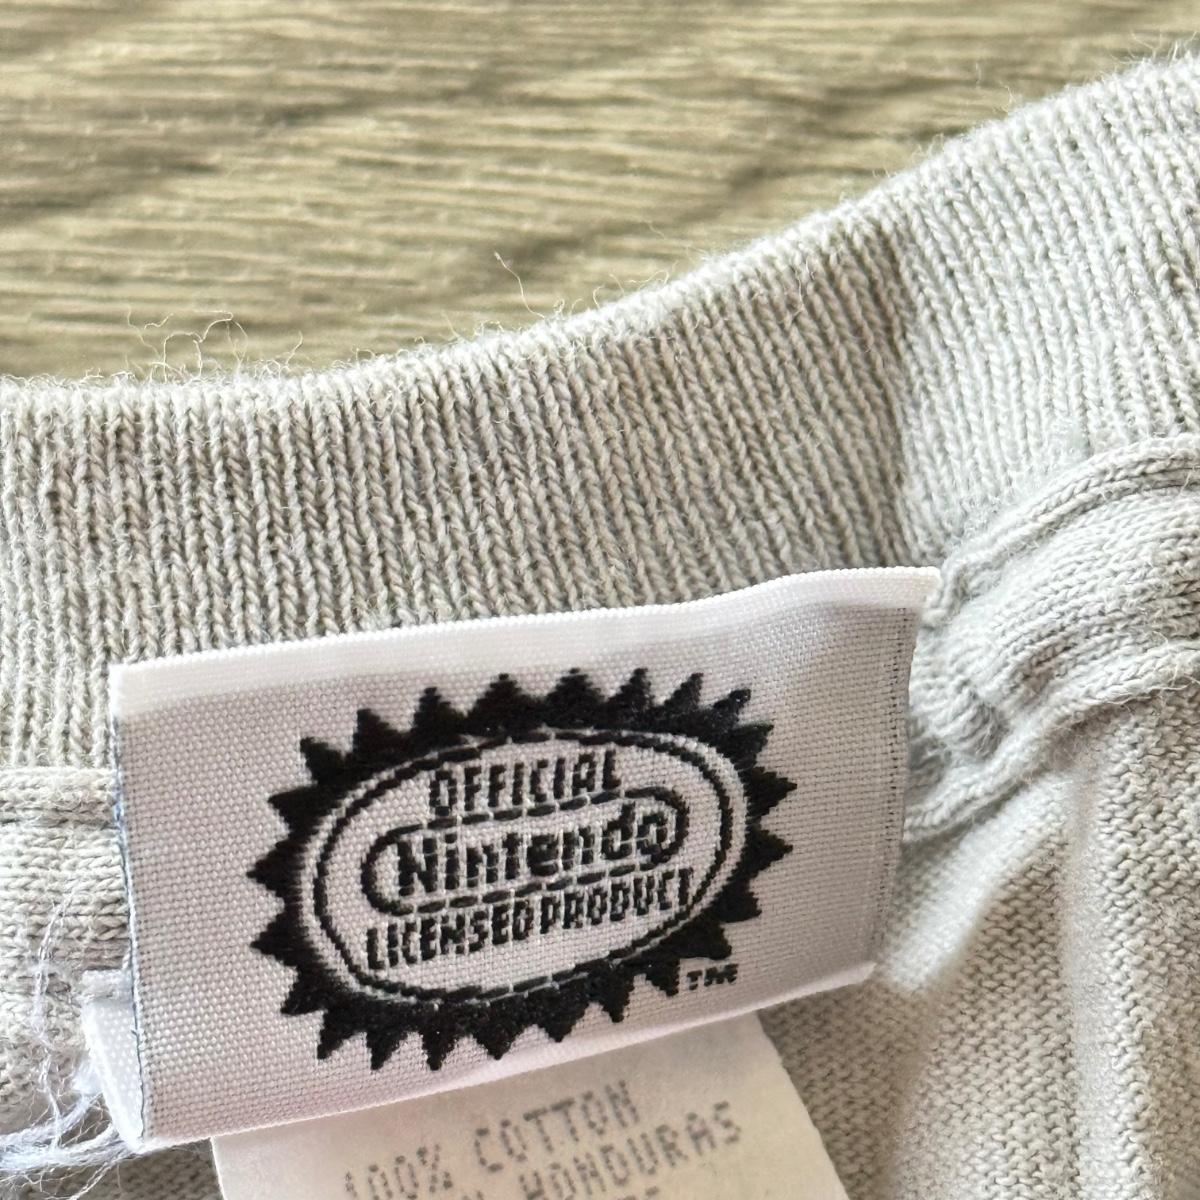 OFFICIAL
Nintendo
LICENSED PRODUCT
TM
100% COTTON
HONDURAS